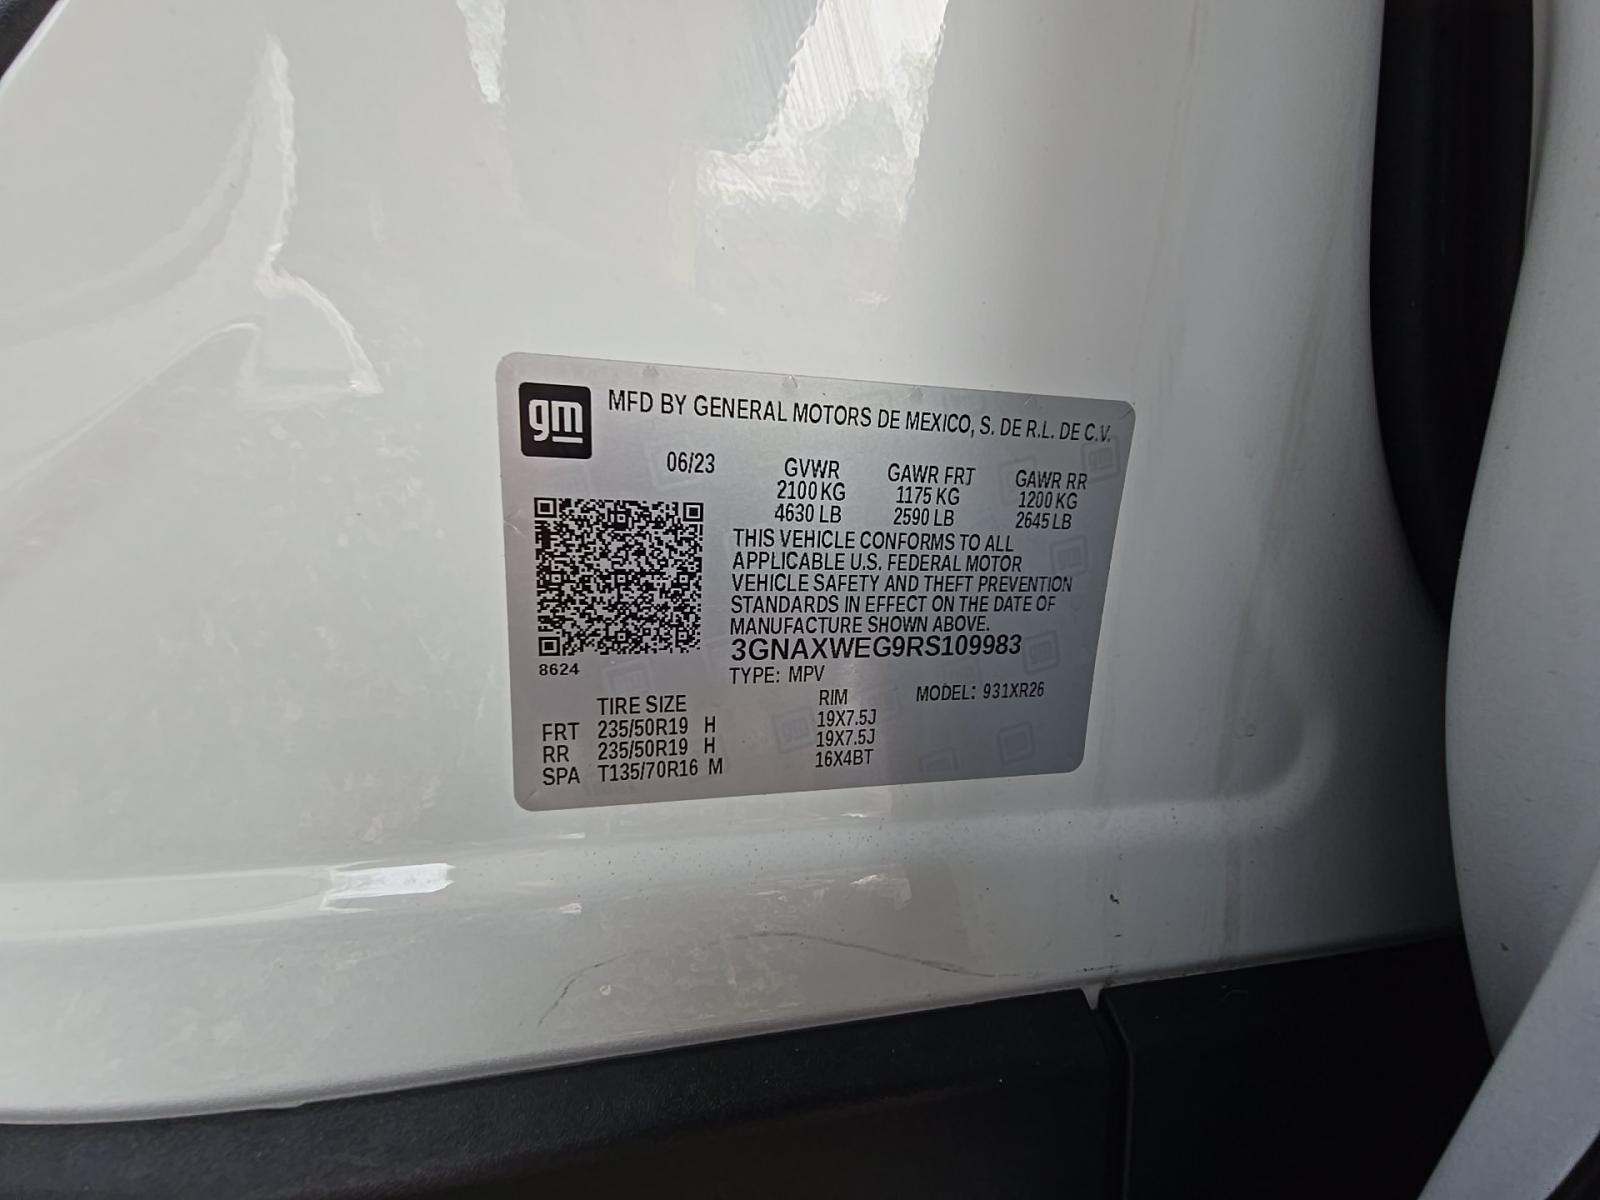 gm
MFD BY GENERAL MOTORS DE MEXICO, S. DE R.L. DE C.V.
06/23 GVWR GAWR FRT GAWR RR
2100 KG 1175 KG 1200 KG
4630 LB 2590 LB 2645 LB
THIS VEHICLE CONFORMS TO ALL
APPLICABLE U.S. FEDERAL MOTOR
VEHICLE SAFETY AND THEFT PREVENTION
STANDARDS IN EFFECT ON THE DATE OF
MANUFACTURE SHOWN ABOVE.
3GNAXWEG9RS109983
8624
TYPE: MPV MODEL: 931XR26
TIRE SIZE RIM
FRT 235/50R19 H 19X7.5J
RR 235/50R19 H 19X7.5J
SPA T135/70R16 M 16X4BT